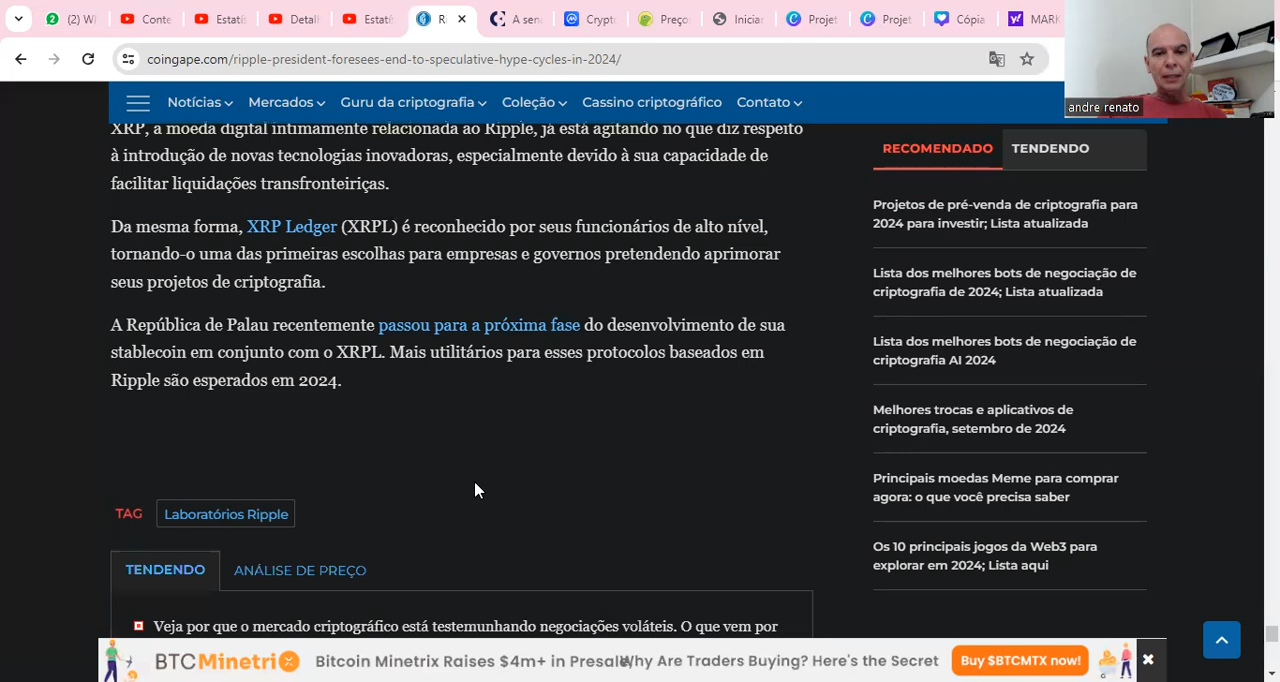 (2) WI
Conte
Estatís
Detalh
Estatís
Ri
A sen
Crypto
Preço
Iniciar
Projet
Projet
Cópia
MARK
coingape.com/ripple-president-foresees-end-to-speculative-hype-cycles-in-2024/
andre renato
Notícias Mercados Guru da criptografia Coleção Cassino criptográfico Contato
XRP, a moeda digital intimamente relacionada ao Ripple, já está agitando no que diz respeito
à introdução de novas tecnologias inovadoras, especialmente devido à sua capacidade de
facilitar liquidações transfronteiriças.
Da mesma forma, XRP Ledger (XRPL) é reconhecido por seus funcionários de alto nível,
tornando-o uma das primeiras escolhas para empresas e governos pretendendo aprimorar
seus projetos de criptografia.
A República de Palau recentemente passou para a próxima fase do desenvolvimento de sua
stablecoin em conjunto com o XRPL. Mais utilitários para esses protocolos baseados em
Ripple são esperados em 2024.
TAG Laboratórios Ripple
TENDENDO ANÁLISE DE PREÇO
Veja por que o mercado criptográfico está testemunhando negociações voláteis. O que vem por
RECOMENDADO TENDENDO
Projetos de pré-venda de criptografia para
2024 para investir; Lista atualizada
Lista dos melhores bots de negociação de
criptografia de 2024; Lista atualizada
Lista dos melhores bots de negociação de
criptografia AI 2024
Melhores trocas e aplicativos de
criptografia, setembro de 2024
Principais moedas Meme para comprar
agora: o que você precisa saber
Os 10 principais jogos da Web3 para
explorar em 2024; Lista aqui
BTCMinetrix Bitcoin Minetrix Raises $4m+ in Presale Why Are Traders Buying? Here's the Secret Buy $BTCMTX now!